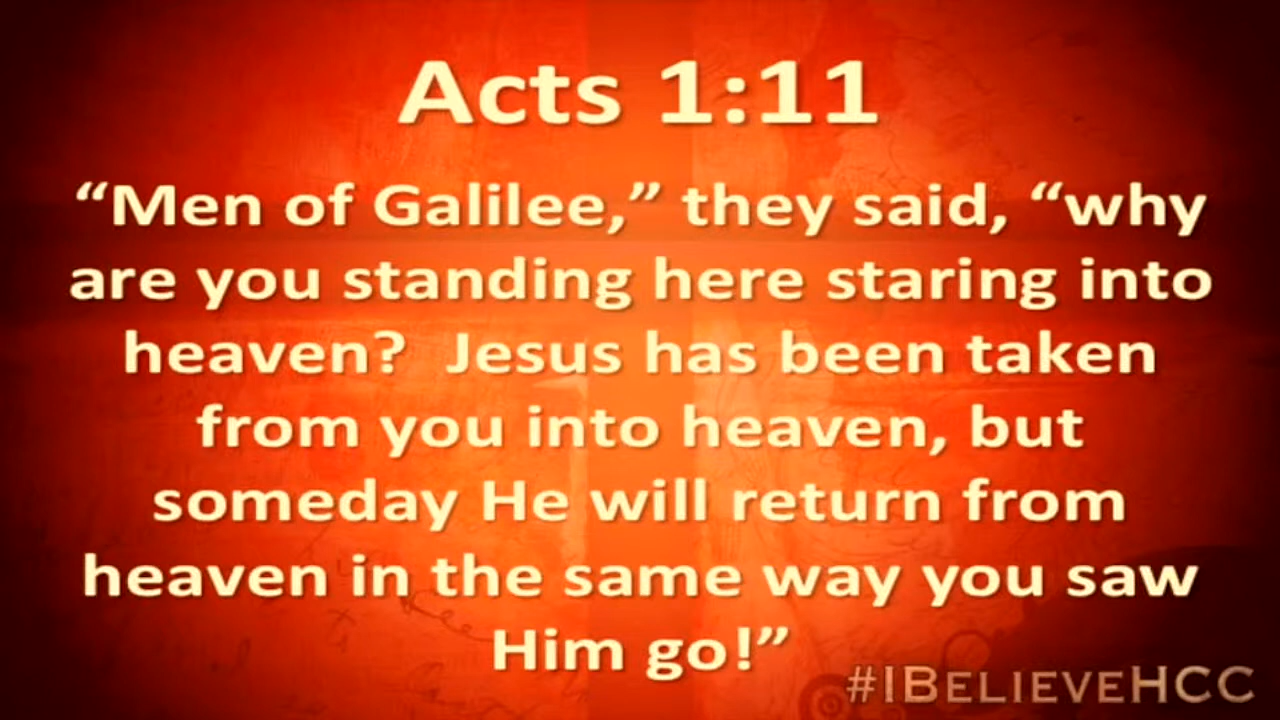 Acts 1:11
“Men of Galilee,” they said, “why
are you standing here staring into
heaven?  Jesus has been taken
from you into heaven, but
someday He will return from
heaven in the same way you saw
Him go!”
#IBelieveHCC